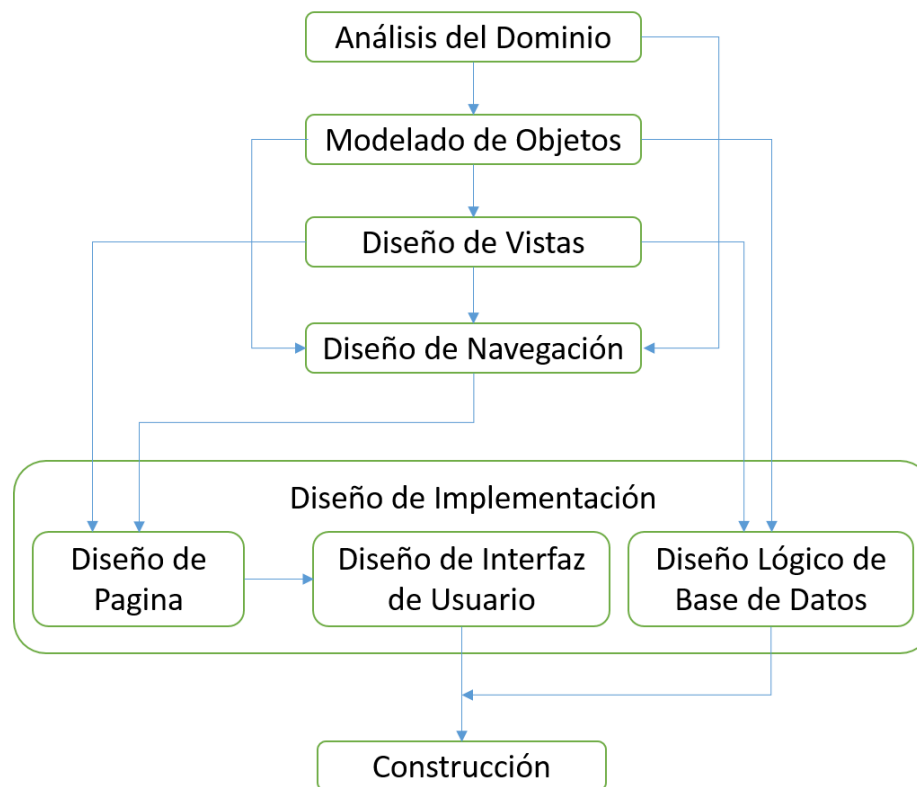 Análisis del Dominio
Modelado de Objetos
Diseño de Vistas
Diseño de Navegación
Diseño de Implementación
Diseño de
Pagina
Diseño de Interfaz
de Usuario
Diseño Lógico de
Base de Datos
Construcción